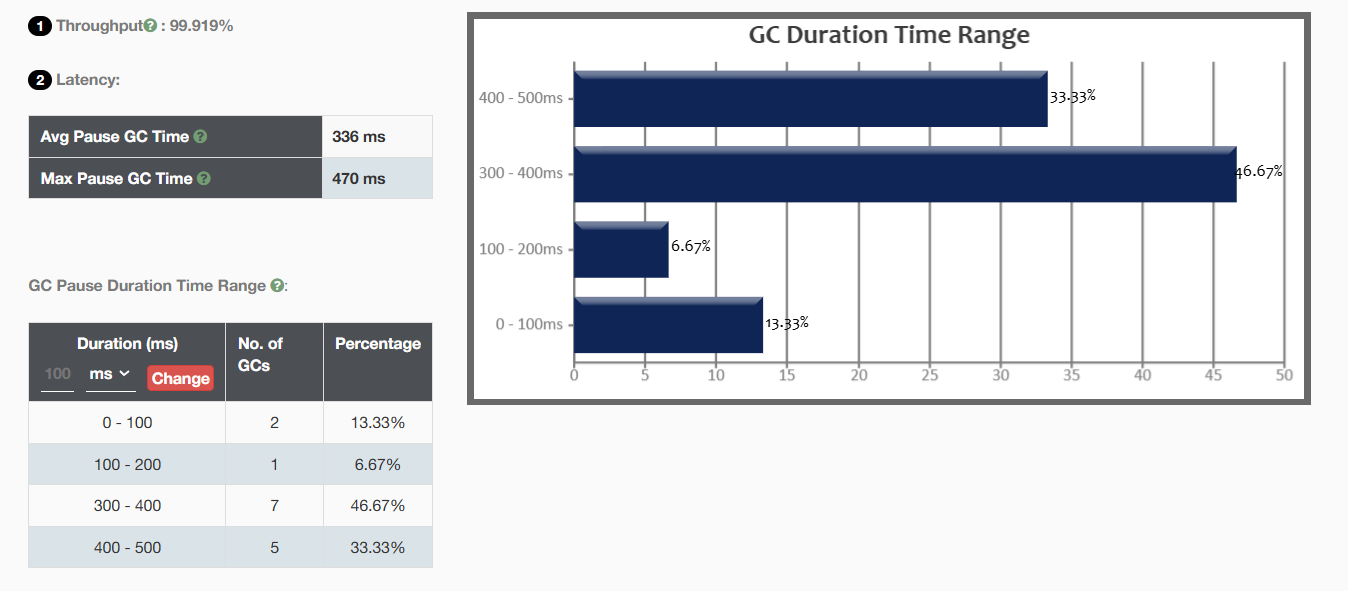 1 Throughput? : 99.919%
2 Latency:
Avg Pause GC Time ? 336 ms
Max Pause GC Time ? 470 ms
GC Pause Duration Time Range ?:
Duration (ms) No. of GCs Percentage
100 ms Change
0 - 100 2 13.33%
100 - 200 1 6.67%
300 - 400 7 46.67%
400 - 500 5 33.33%
GC Duration Time Range
400 - 500ms 33.33%
300 - 400ms 46.67%
100 - 200ms 6.67%
0 - 100ms 13.33%
0 5 10 15 20 25 30 35 40 45 50